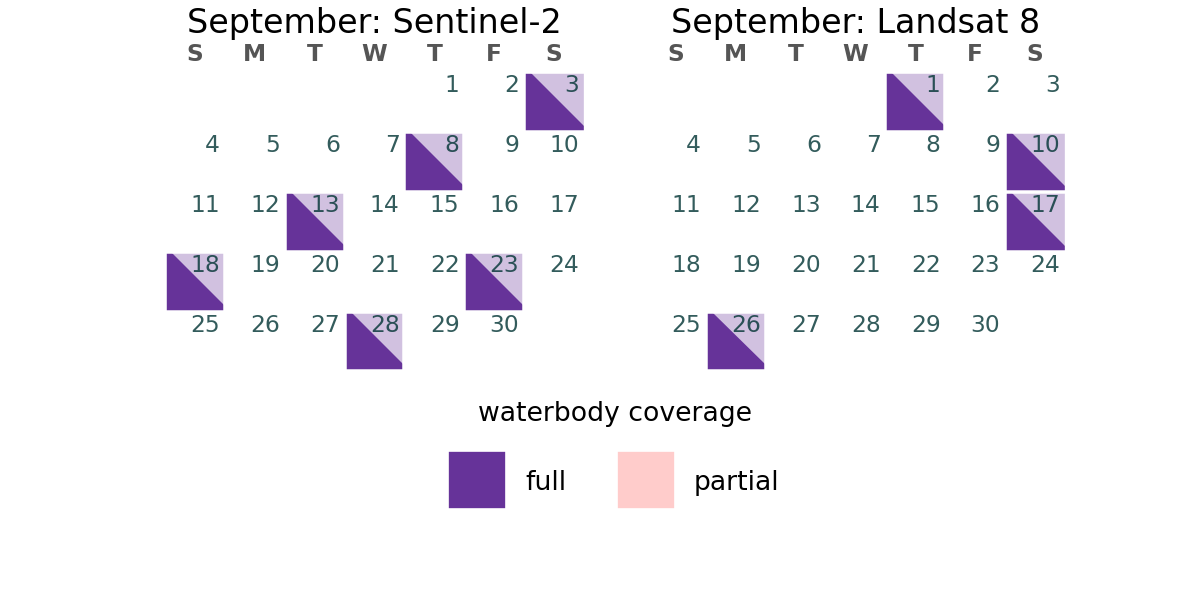 September: Sentinel-2
S M T W T F S
1 2 3
4 5 6 7 8 9 10
11 12 13 14 15 16 17
18 19 20 21 22 23 24
25 26 27 28 29 30
September: Landsat 8
S M T W T F S
1 2 3
4 5 6 7 8 9 10
11 12 13 14 15 16 17
18 19 20 21 22 23 24
25 26 27 28 29 30
waterbody coverage
full partial